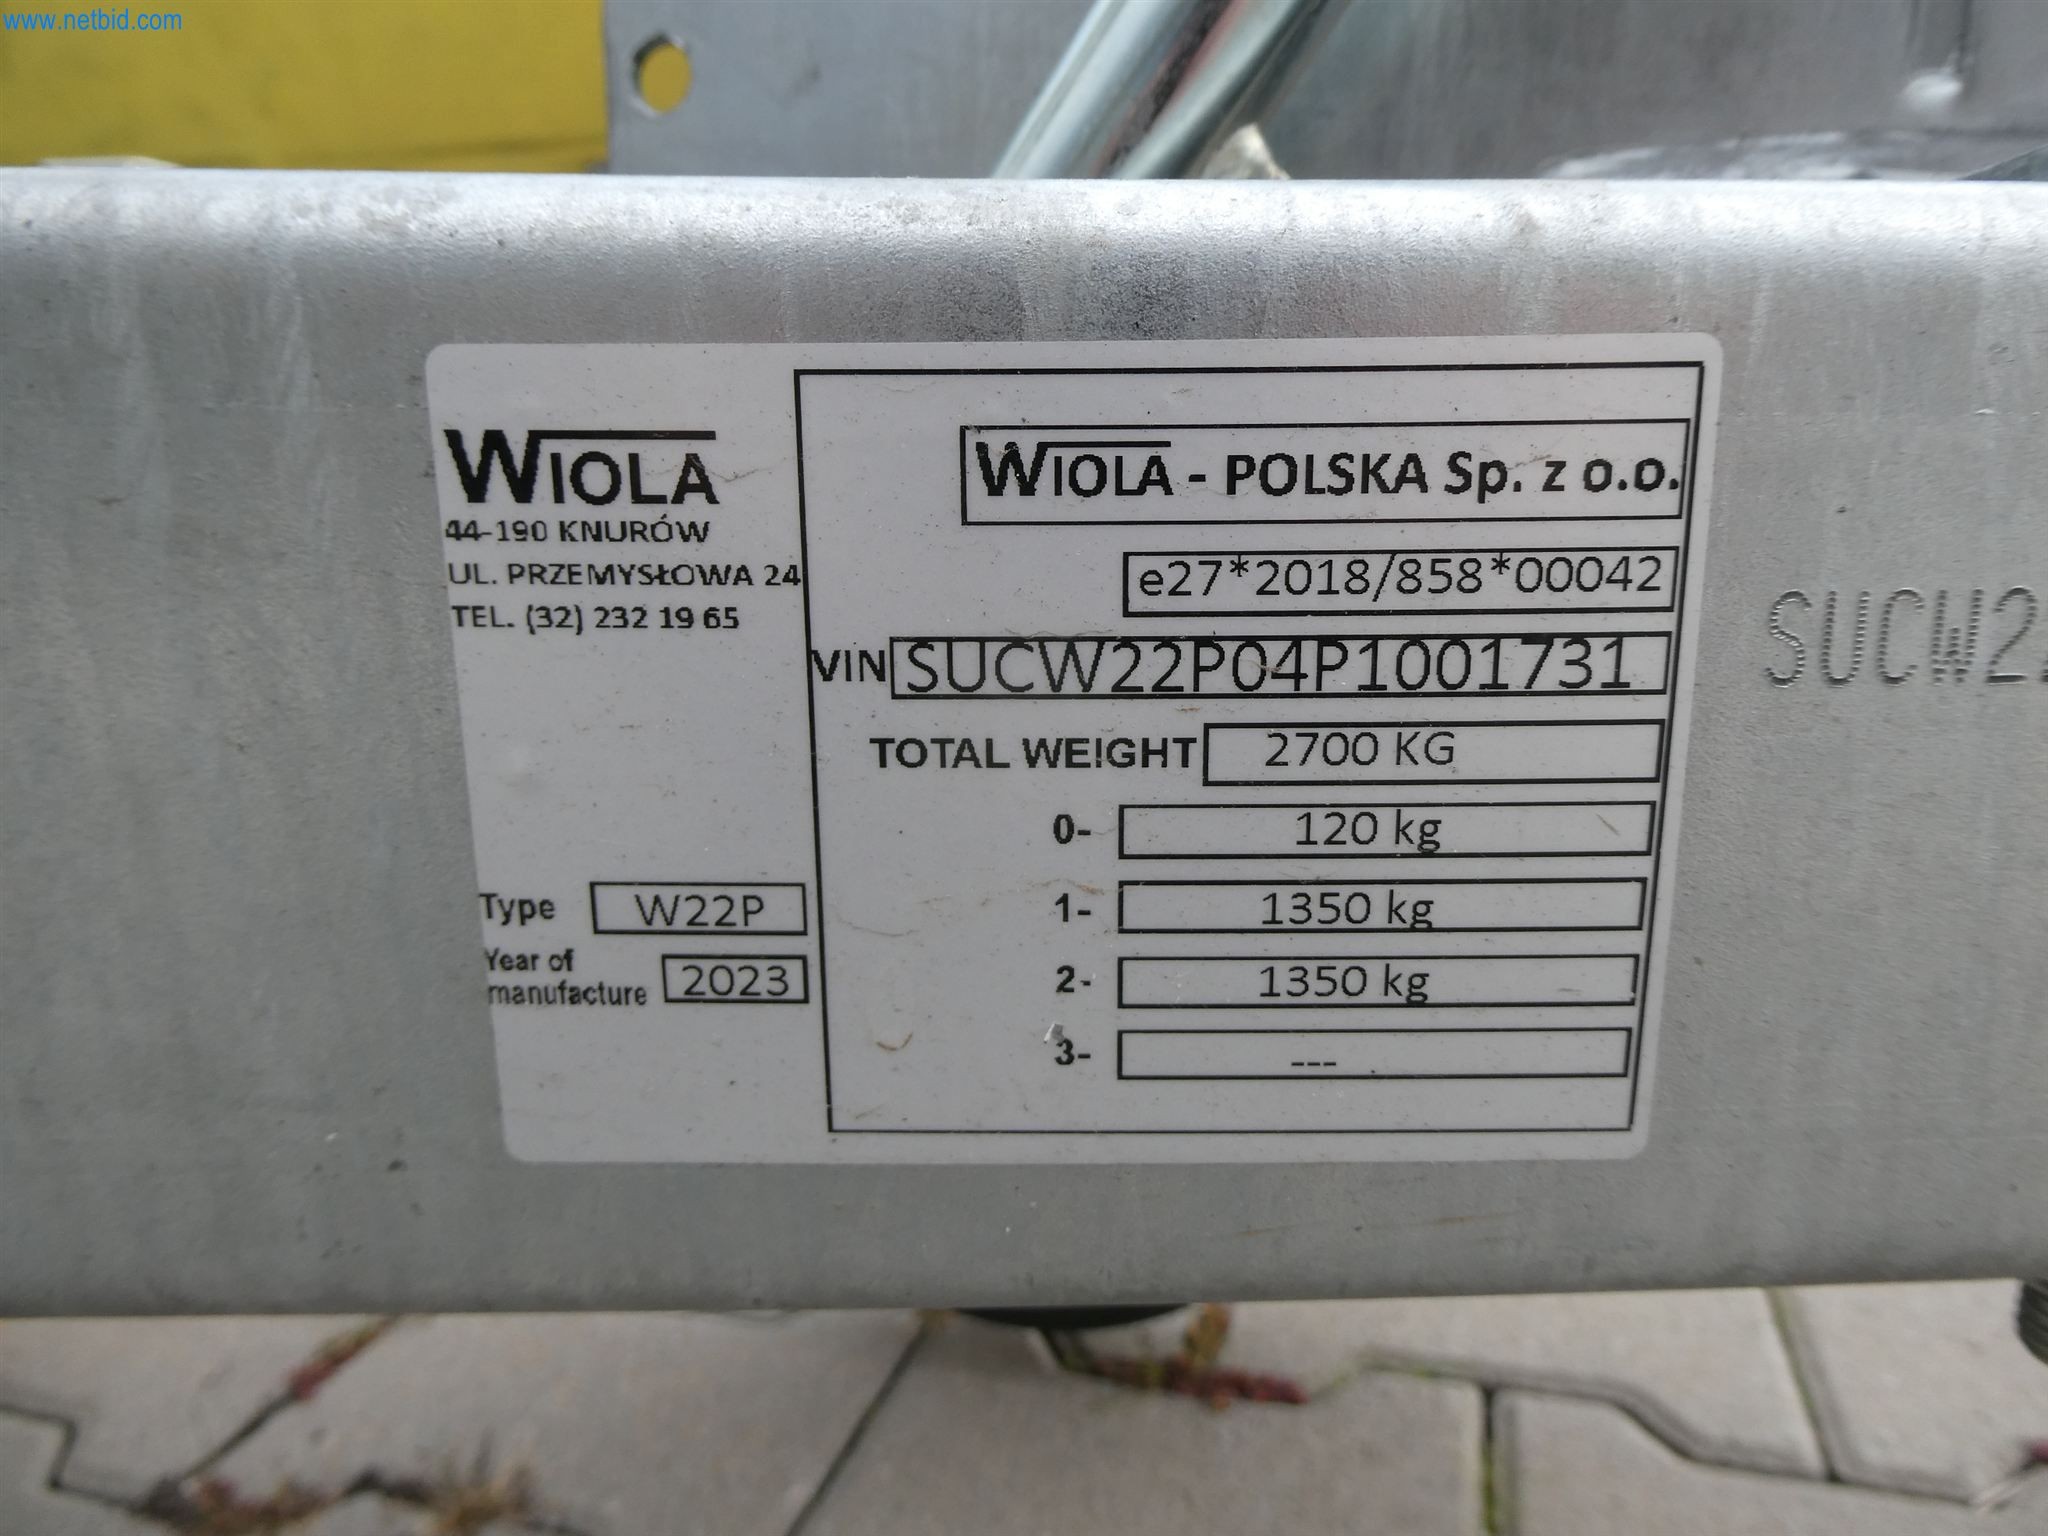 www.netbid.com
WIOLA
44-190 KNURÓW
UL. PRZEMYSŁOWA 24
TEL. (32) 232 19 65
Type W22P
Year of
manufacture 2023
WIOLA - POLSKA Sp. z o.o.
e27*2018/858*00042
VIN SUCW22P04P1001731
TOTAL WEIGHT 2700 KG
0- 120 kg
1- 1350 kg
2- 1350 kg
3- ---
SUCW22